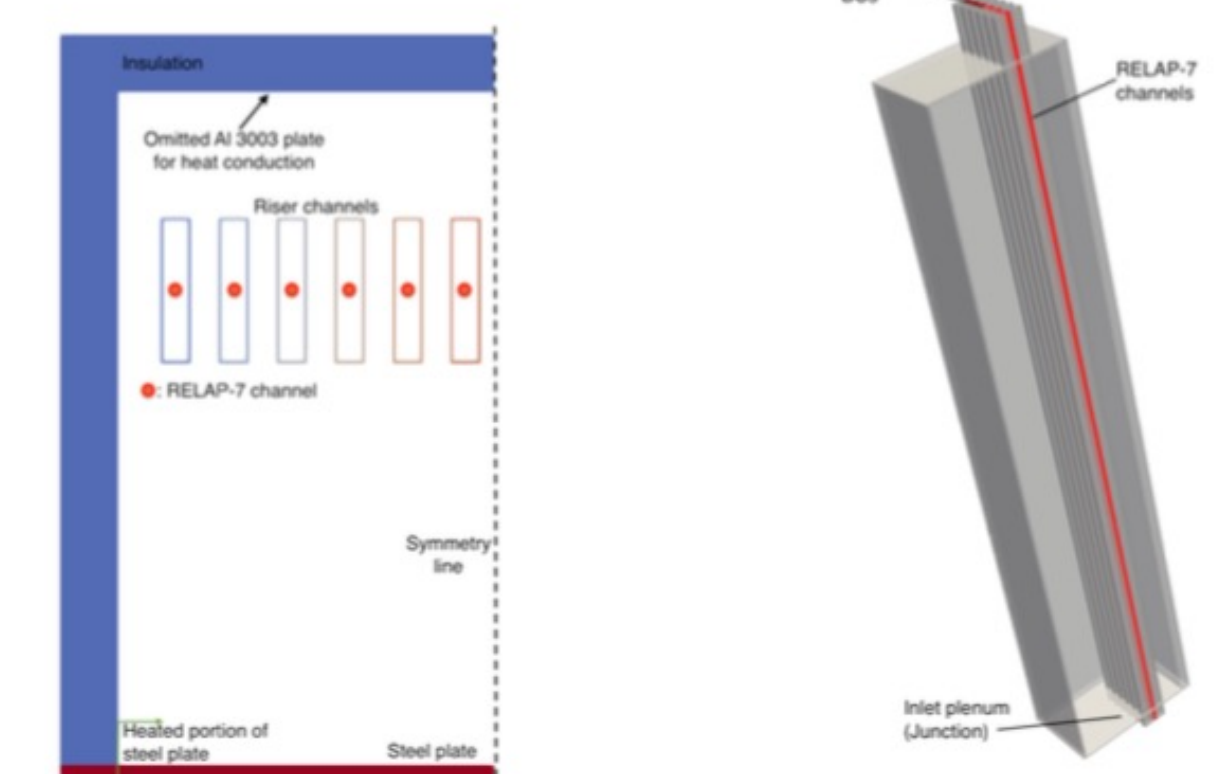 Insulation
Omitted Al 3003 plate
for heat conduction
Riser channels
: RELAP-7 channel
Symmetry
line
Heated portion of
steel plate
Steel plate
RELAP-7
channels
Inlet plenum
(Junction)